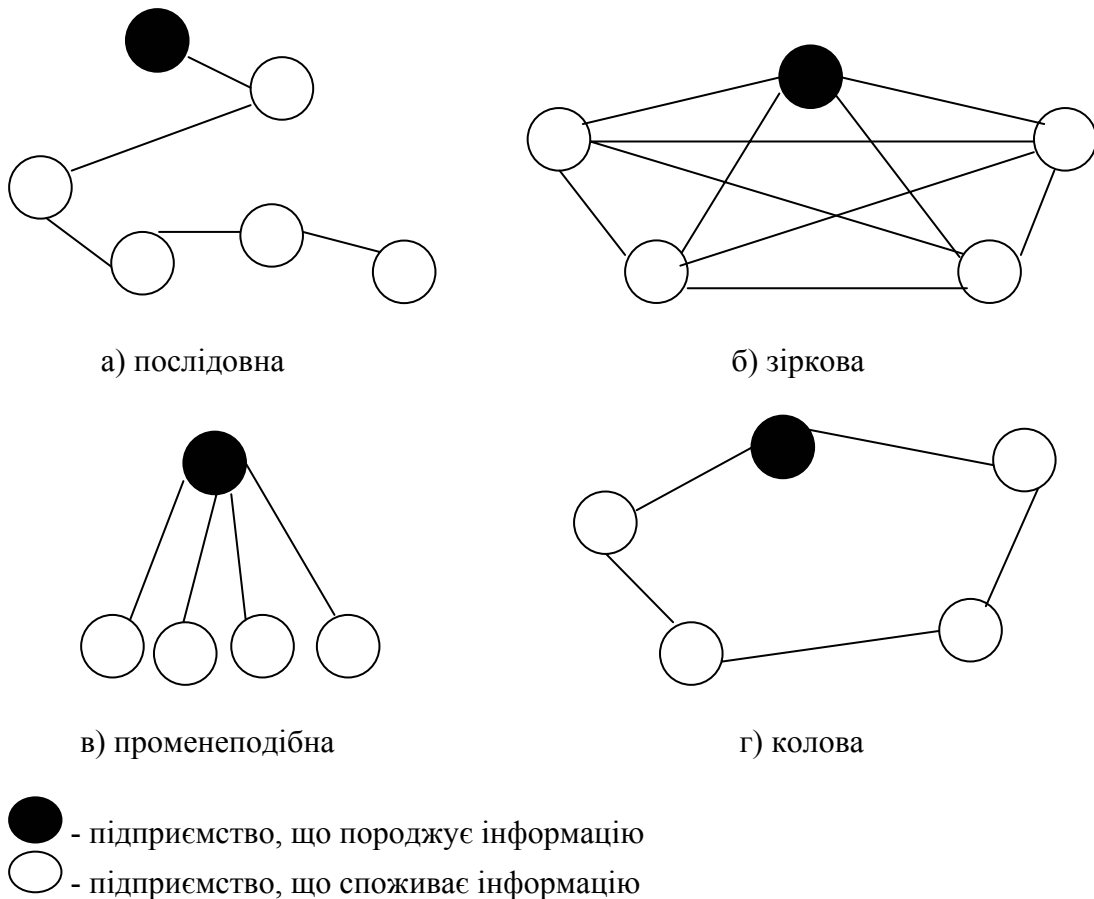 а) послідовна
б) зіркова
в) променеподібна
г) колова
- підприємство, що породжує інформацію
- підприємство, що споживає інформацію